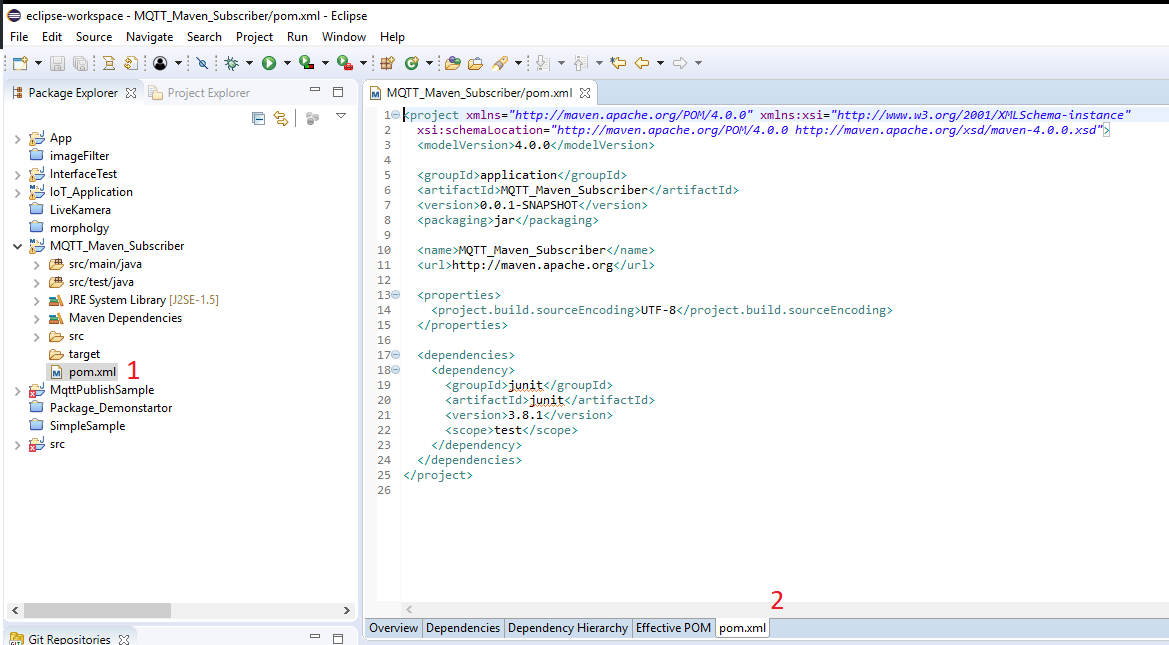 eclipse-workspace - MQTT_Maven_Subscriber/pom.xml - Eclipse
File Edit Source Navigate Search Project Run Window Help
Package Explorer Project Explorer
App
imageFilter
InterfaceTest
IoT_Application
LiveKamera
morpholgy
MQTT_Maven_Subscriber
src/main/java
src/test/java
JRE System Library [J2SE-1.5]
Maven Dependencies
src
target
pom.xml 1
MqttPublishSample
Package_Demonstartor
SimpleSample
src
Git Repositories
MQTT_Maven_Subscriber/pom.xml
1 <project xmlns="http://maven.apache.org/POM/4.0.0" xmlns:xsi="http://www.w3.org/2001/XMLSchema-instance"
2 xsi:schemaLocation="http://maven.apache.org/POM/4.0.0 http://maven.apache.org/xsd/maven-4.0.0.xsd">
3 <modelVersion>4.0.0</modelVersion>
4
5 <groupId>application</groupId>
6 <artifactId>MQTT_Maven_Subscriber</artifactId>
7 <version>0.0.1-SNAPSHOT</version>
8 <packaging>jar</packaging>
9
10 <name>MQTT_Maven_Subscriber</name>
11 <url>http://maven.apache.org</url>
12
13 <properties>
14 <project.build.sourceEncoding>UTF-8</project.build.sourceEncoding>
15 </properties>
16
17 <dependencies>
18 <dependency>
19 <groupId>junit</groupId>
20 <artifactId>junit</artifactId>
21 <version>3.8.1</version>
22 <scope>test</scope>
23 </dependency>
24 </dependencies>
25 </project>
26
2
Overview Dependencies Dependency Hierarchy Effective POM pom.xml